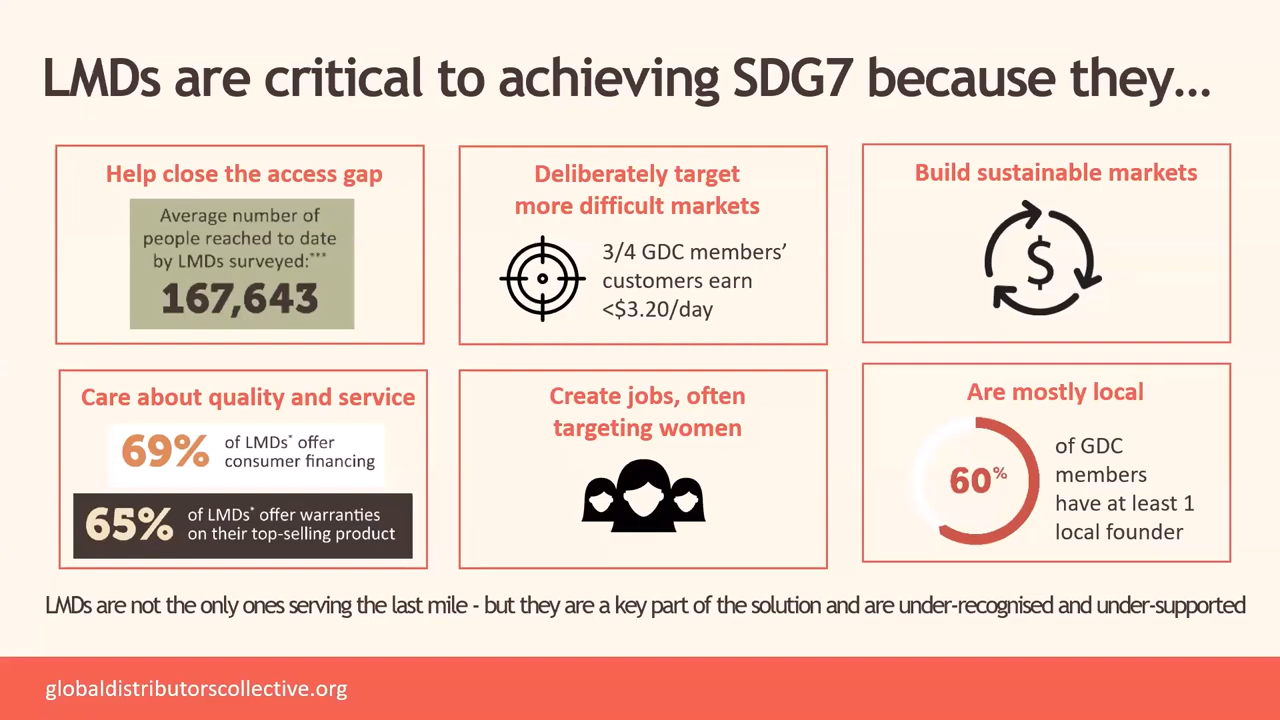 LMDs are critical to achieving SDG7 because they...
Help close the access gap
Average number of
people reached to date
by LMDs surveyed:***
167,643
Deliberately target
more difficult markets
3/4 GDC members’
customers earn
<$3.20/day
Build sustainable markets
$
Care about quality and service
69% of LMDs* offer
consumer financing
65% of LMDs* offer warranties
on their top-selling product
Create jobs, often
targeting women
Are mostly local
60%
of GDC
members
have at least 1
local founder
LMDs are not the only ones serving the last mile - but they are a key part of the solution and are under-recognised and under-supported
globaldistributorscollective.org